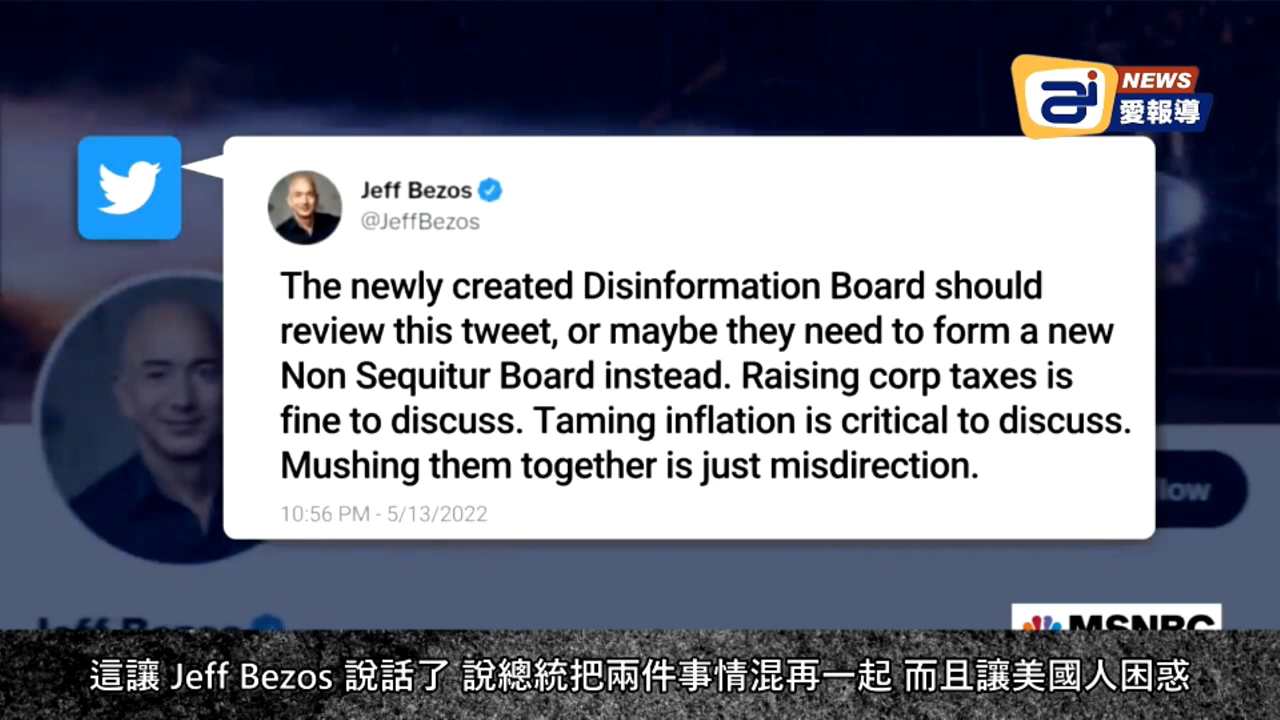 NEWS
愛報導
Jeff Bezos
@JeffBezos
The newly created Disinformation Board should
review this tweet, or maybe they need to form a new
Non Sequitur Board instead. Raising corp taxes is
fine to discuss. Taming inflation is critical to discuss.
Mushing them together is just misdirection.
10:56 PM - 5/13/2022
low
Jeff Bezos
MSNBC
這讓 Jeff Bezos 說話了 說總統把兩件事情混再一起 而且讓美國人困惑